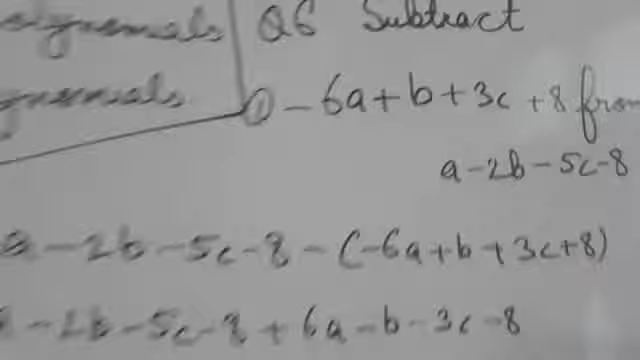 Q6 Subtract
① - 6a + b + 3c + 8 from
a - 2b - 5c - 8
a - 2b - 5c - 8 - (-6a + b + 3c + 8)
- 2b - 5c - 8 + 6a - b - 3c - 8